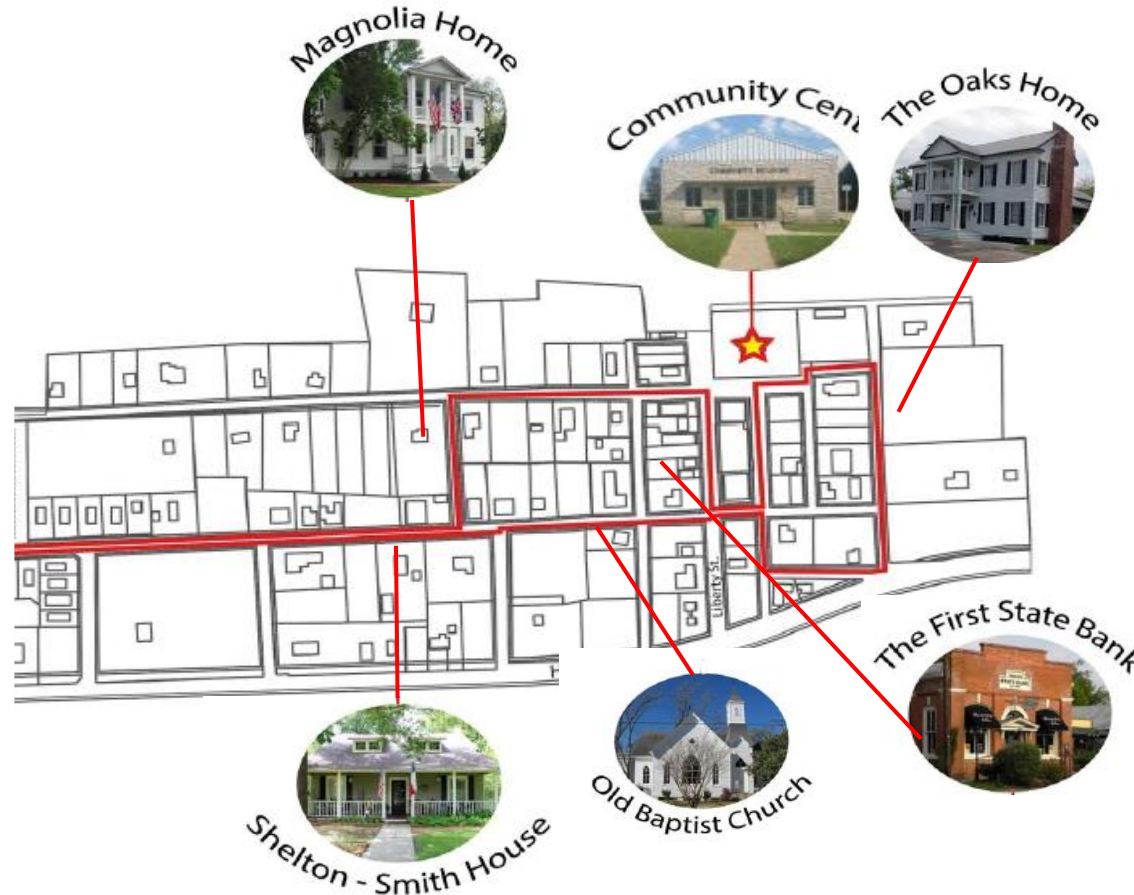 Magnolia Home
Community Cent
The Oaks Home
Liberty St.
H
The First State Bank
Old Baptist Church
Shelton - Smith House